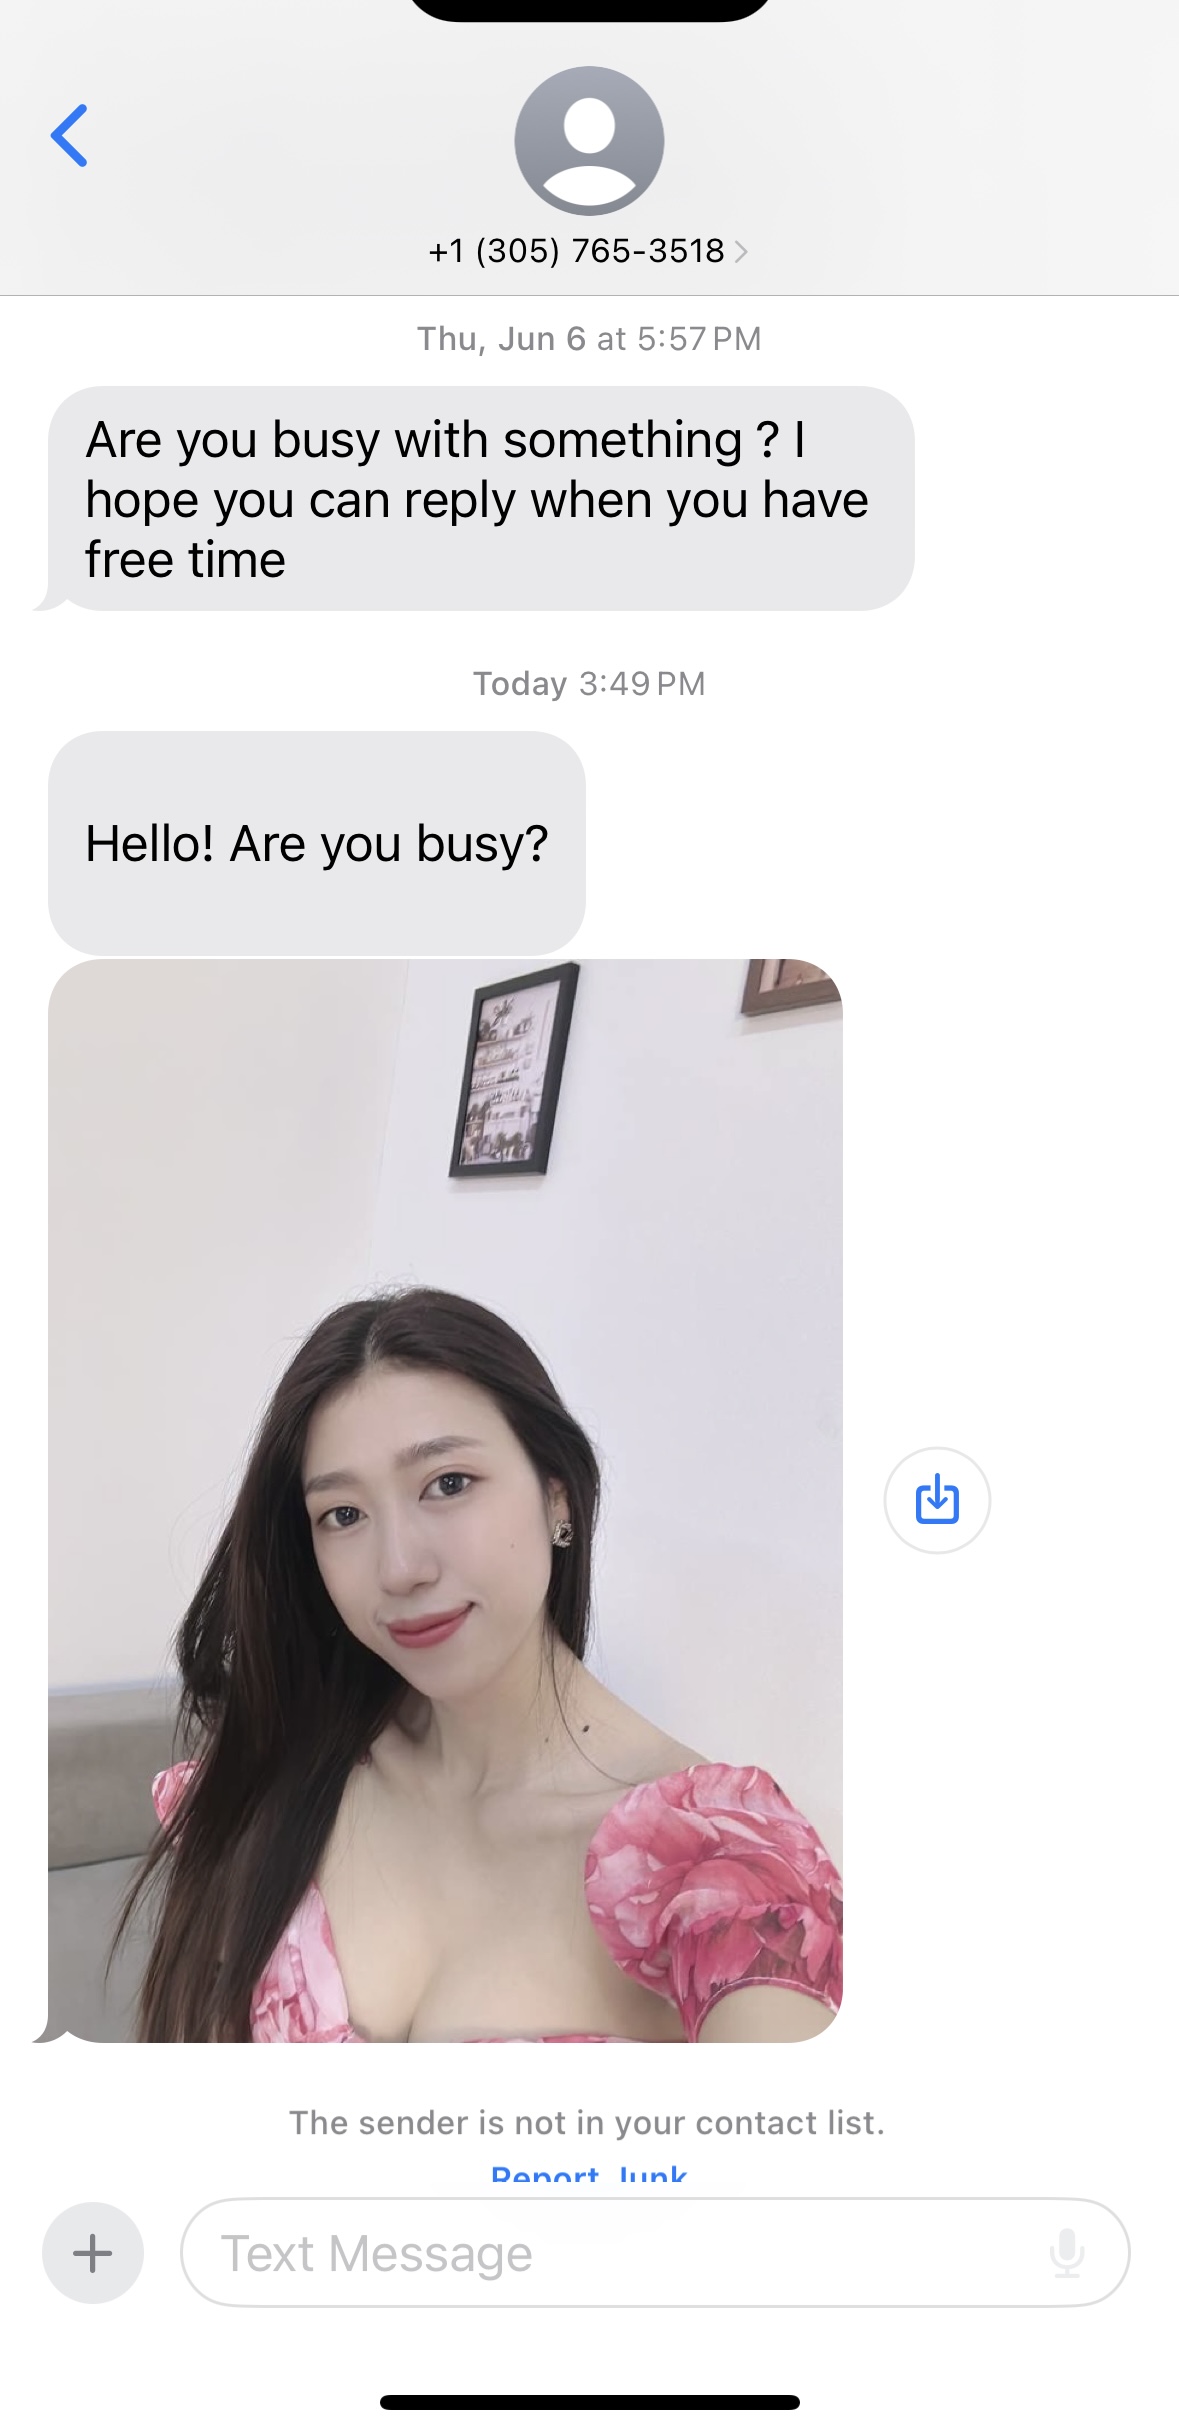 +1 (305) 765-3518
Thu, Jun 6 at 5:57 PM
Are you busy with something ? I
hope you can reply when you have
free time
Today 3:49 PM
Hello! Are you busy?
The sender is not in your contact list.
Report Junk
Text Message